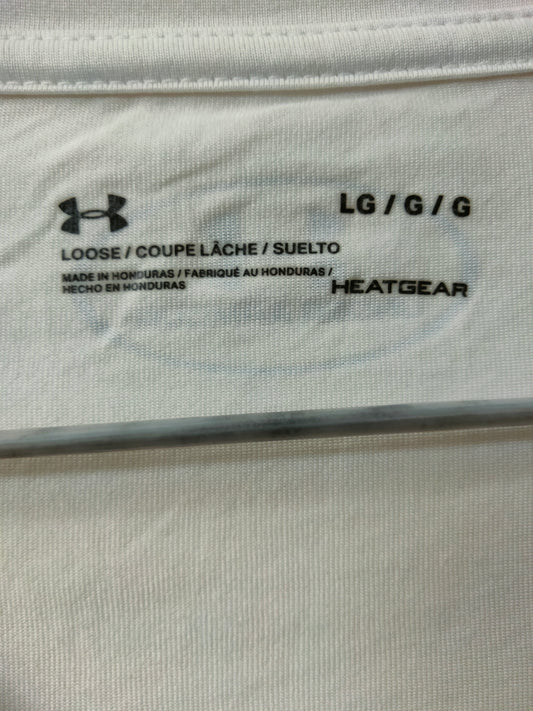 LG / G / G
LOOSE / COUPE LÂCHE / SUELTO
MADE IN HONDURAS / FABRIQUÉ AU HONDURAS /
HECHO EN HONDURAS
HEATGEAR